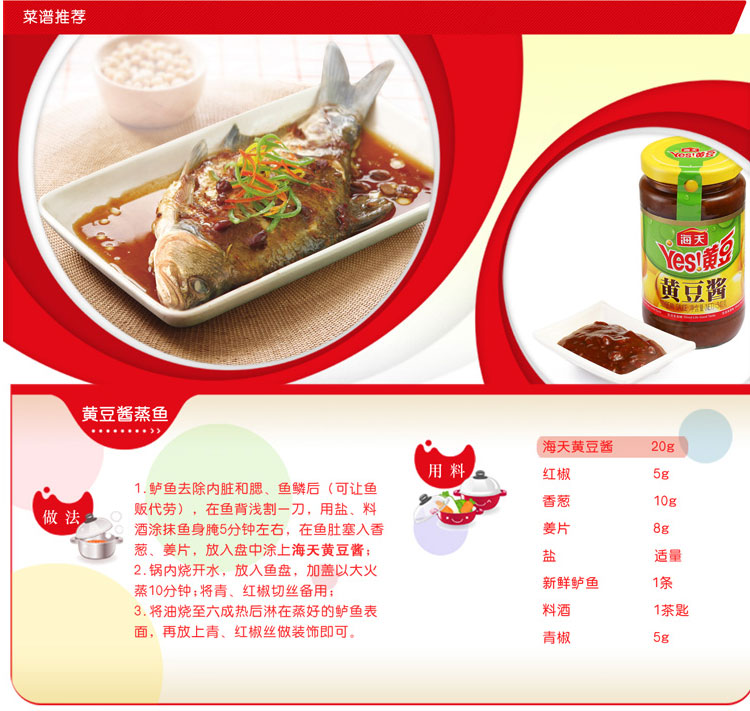 菜谱推荐
Yes!黄豆
海天
Yes!黄豆
黄豆酱
黄豆酱蒸鱼
做法
1.鲈鱼去除内脏和腮、鱼鳞后（可让鱼
贩代劳），在鱼背浅割一刀，用盐、料
酒涂抹鱼身腌5分钟左右，在鱼肚塞入香
葱、姜片，放入盘中涂上海天黄豆酱；
2.锅内烧开水，放入鱼盘，加盖以大火
蒸10分钟；将青、红椒切丝备用；
3.将油烧至六成热后淋在蒸好的鲈鱼表
面，再放上青、红椒丝做装饰即可。
用料
海天黄豆酱 20g
红椒 5g
香葱 10g
姜片 8g
盐 适量
新鲜鲈鱼 1条
料酒 1茶匙
青椒 5g